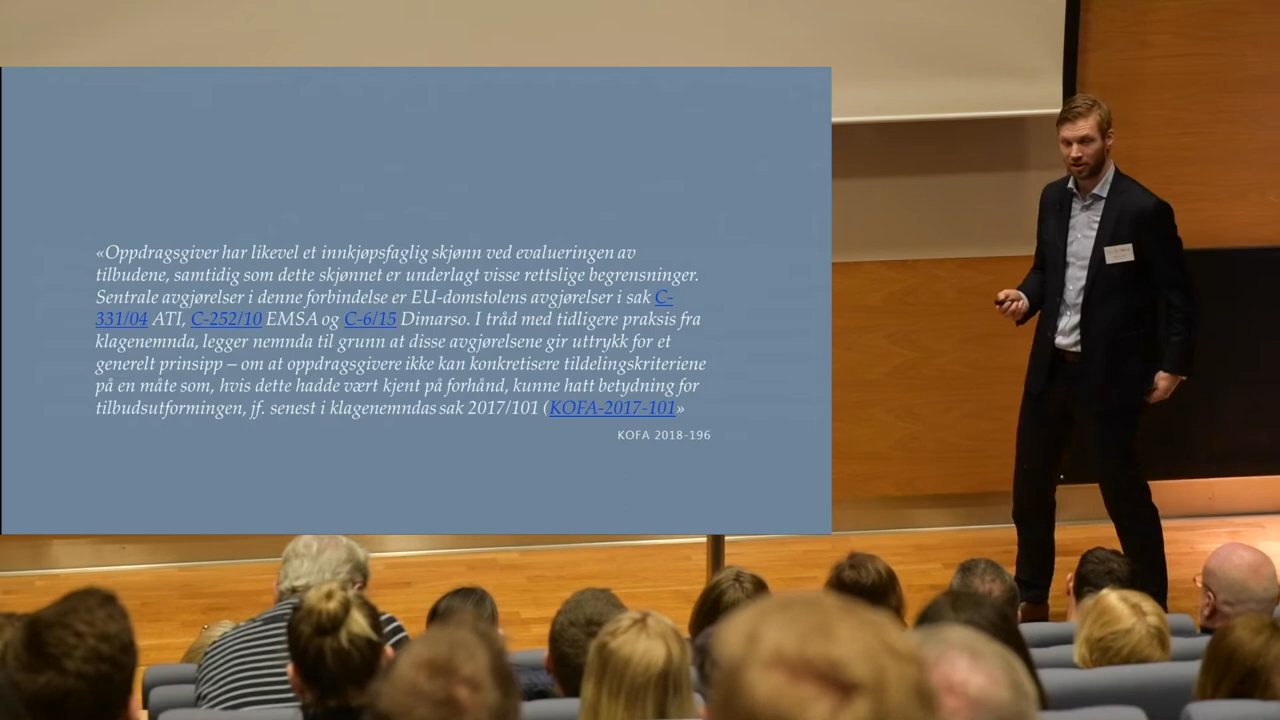 «Oppdragsgiver har likevel et innkjøpsfaglig skjønn ved evalueringen av
tilbudene, samtidig som dette skjønnet er underlagt visse rettslige begrensninger.
Sentrale avgjørelser i denne forbindelse er EU-domstolens avgjørelser i sak C-
331/04 ATI, C-252/10 EMSA og C-6/15 Dimarso. I tråd med tidligere praksis fra
klagenemnda, legger nemnda til grunn at disse avgjørelsene gir uttrykk for et
generelt prinsipp – om at oppdragsgivere ikke kan konkretisere tildelingskriteriene
på en måte som, hvis dette hadde vært kjent på forhånd, kunne hatt betydning for
tilbudsutformingen, jf. senest i klagenemndas sak 2017/101 (KOFA-2017-101»
KOFA 2018-196